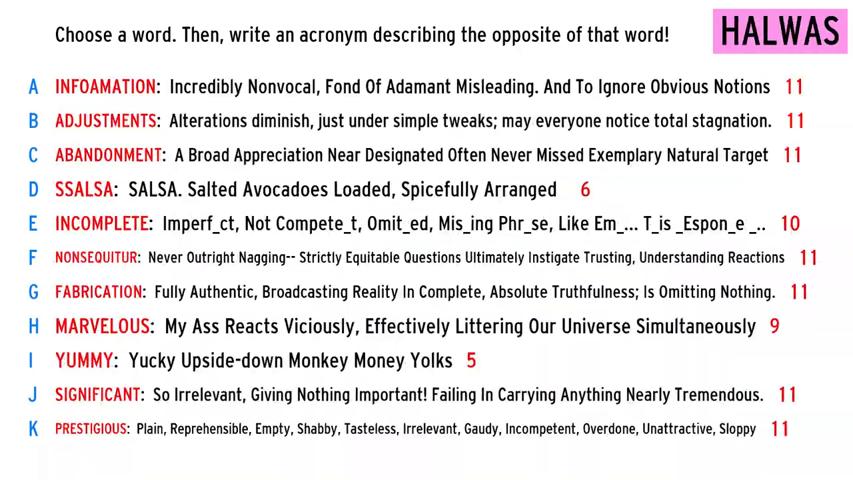 Choose a word. Then, write an acronym describing the opposite of that word!
HALWAS
A INFOAMATION: Incredibly Nonvocal, Fond Of Adamant Misleading. And To Ignore Obvious Notions 11
B ADJUSTMENTS: Alterations diminish, just under simple tweaks; may everyone notice total stagnation. 11
C ABANDONMENT: A Broad Appreciation Near Designated Often Never Missed Exemplary Natural Target 11
D SSALSA: SALSA. Salted Avocadoes Loaded, Spicefully Arranged 6
E INCOMPLETE: Imperf_ct, Not Compete_t, Omit_ed, Mis_ing Phr_se, Like Em_... T_is _Espon_e _.. 10
F NONSEQUITUR: Never Outright Nagging-- Strictly Equitable Questions Ultimately Instigate Trusting, Understanding Reactions 11
G FABRICATION: Fully Authentic, Broadcasting Reality In Complete, Absolute Truthfulness; Is Omitting Nothing. 11
H MARVELOUS: My Ass Reacts Viciously, Effectively Littering Our Universe Simultaneously 9
I YUMMY: Yucky Upside-down Monkey Money Yolks 5
J SIGNIFICANT: So Irrelevant, Giving Nothing Important! Failing In Carrying Anything Nearly Tremendous. 11
K PRESTIGIOUS: Plain, Reprehensible, Empty, Shabby, Tasteless, Irrelevant, Gaudy, Incompetent, Overdone, Unattractive, Sloppy 11